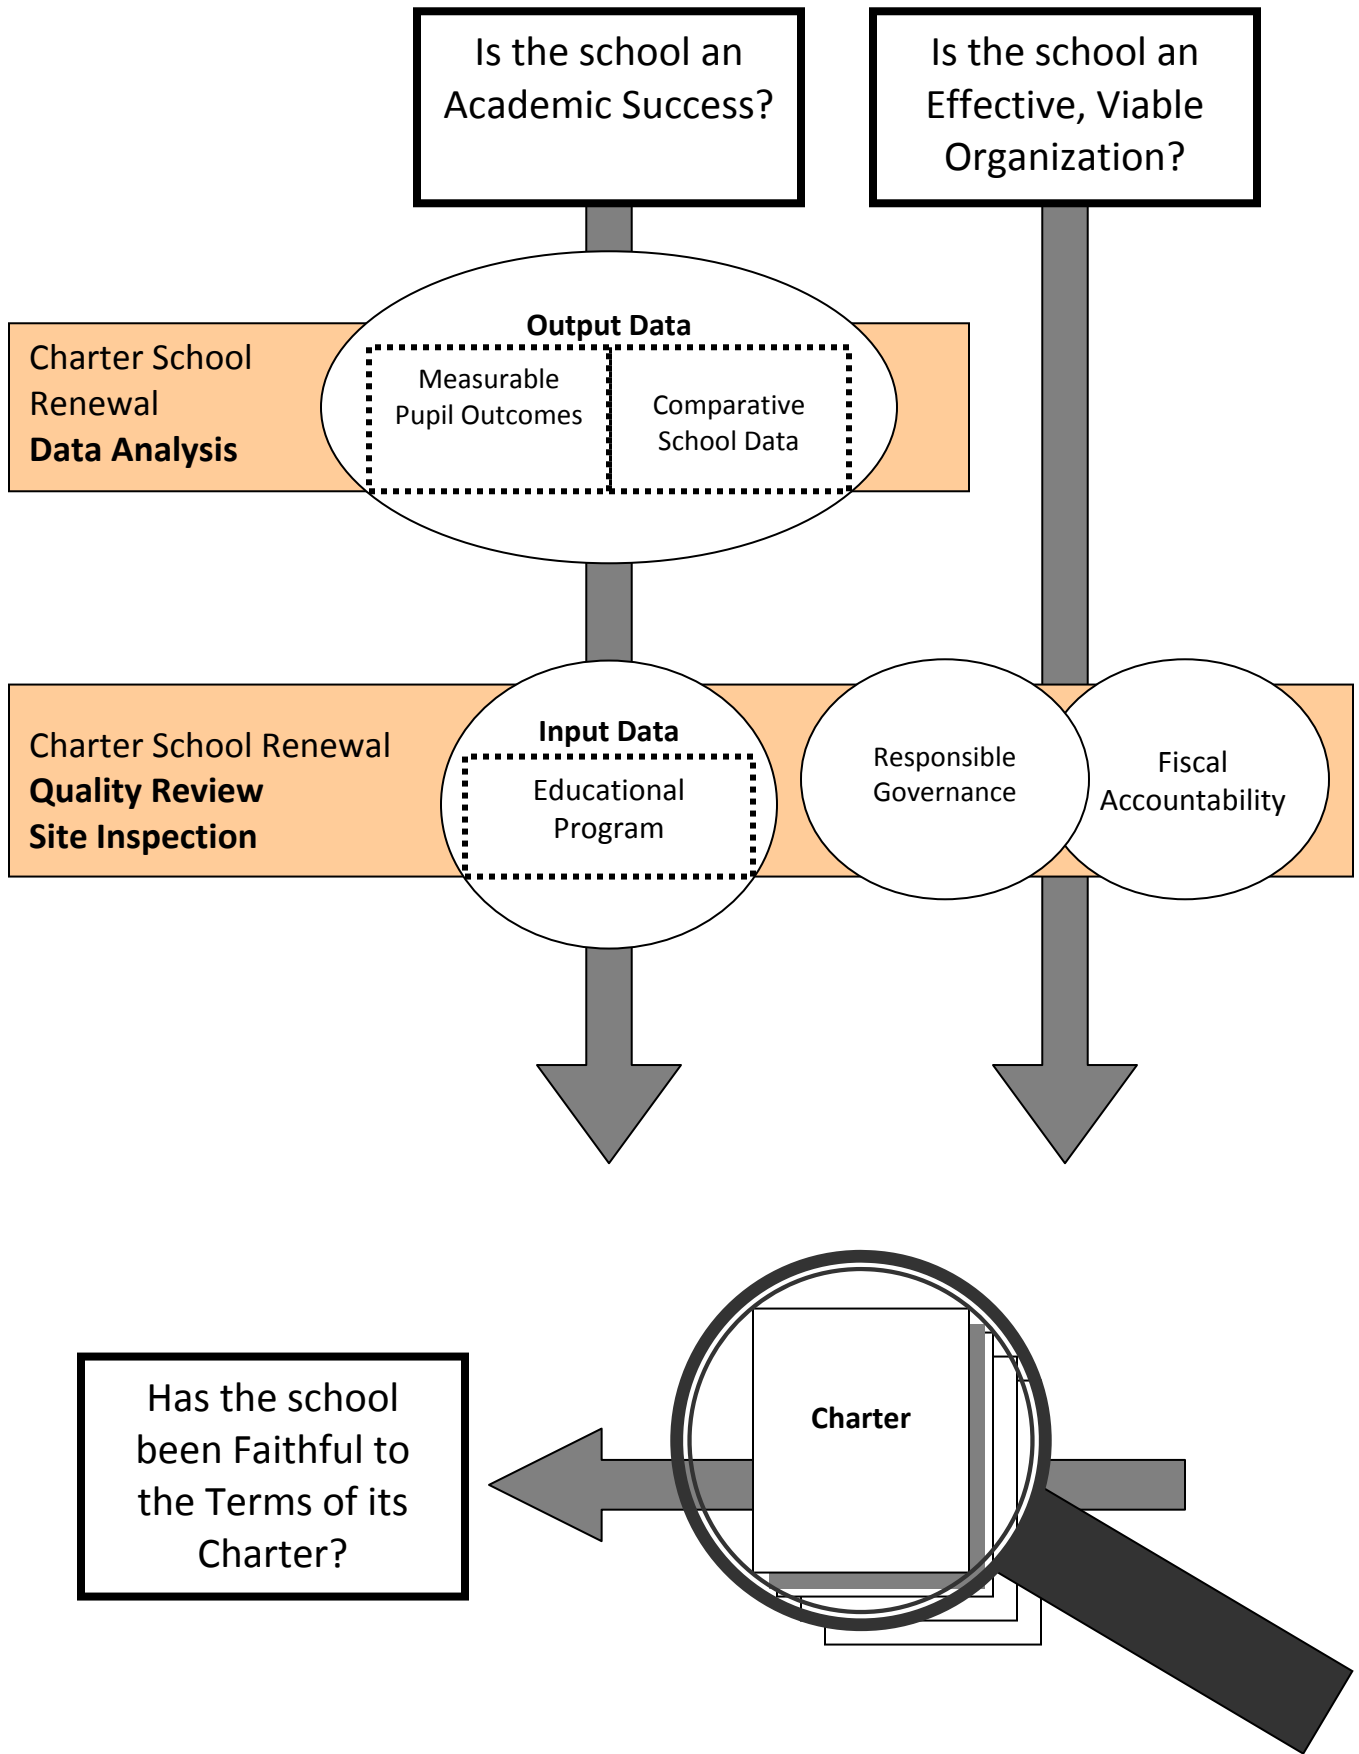 Is the school an
Academic Success?
Is the school an
Effective, Viable
Organization?
Charter School
Renewal
Data Analysis
Output Data
Measurable
Pupil Outcomes
Comparative
School Data
Charter School Renewal
Quality Review
Site Inspection
Input Data
Educational
Program
Responsible
Governance
Fiscal
Accountability
Has the school
been Faithful to
the Terms of its
Charter?
Charter